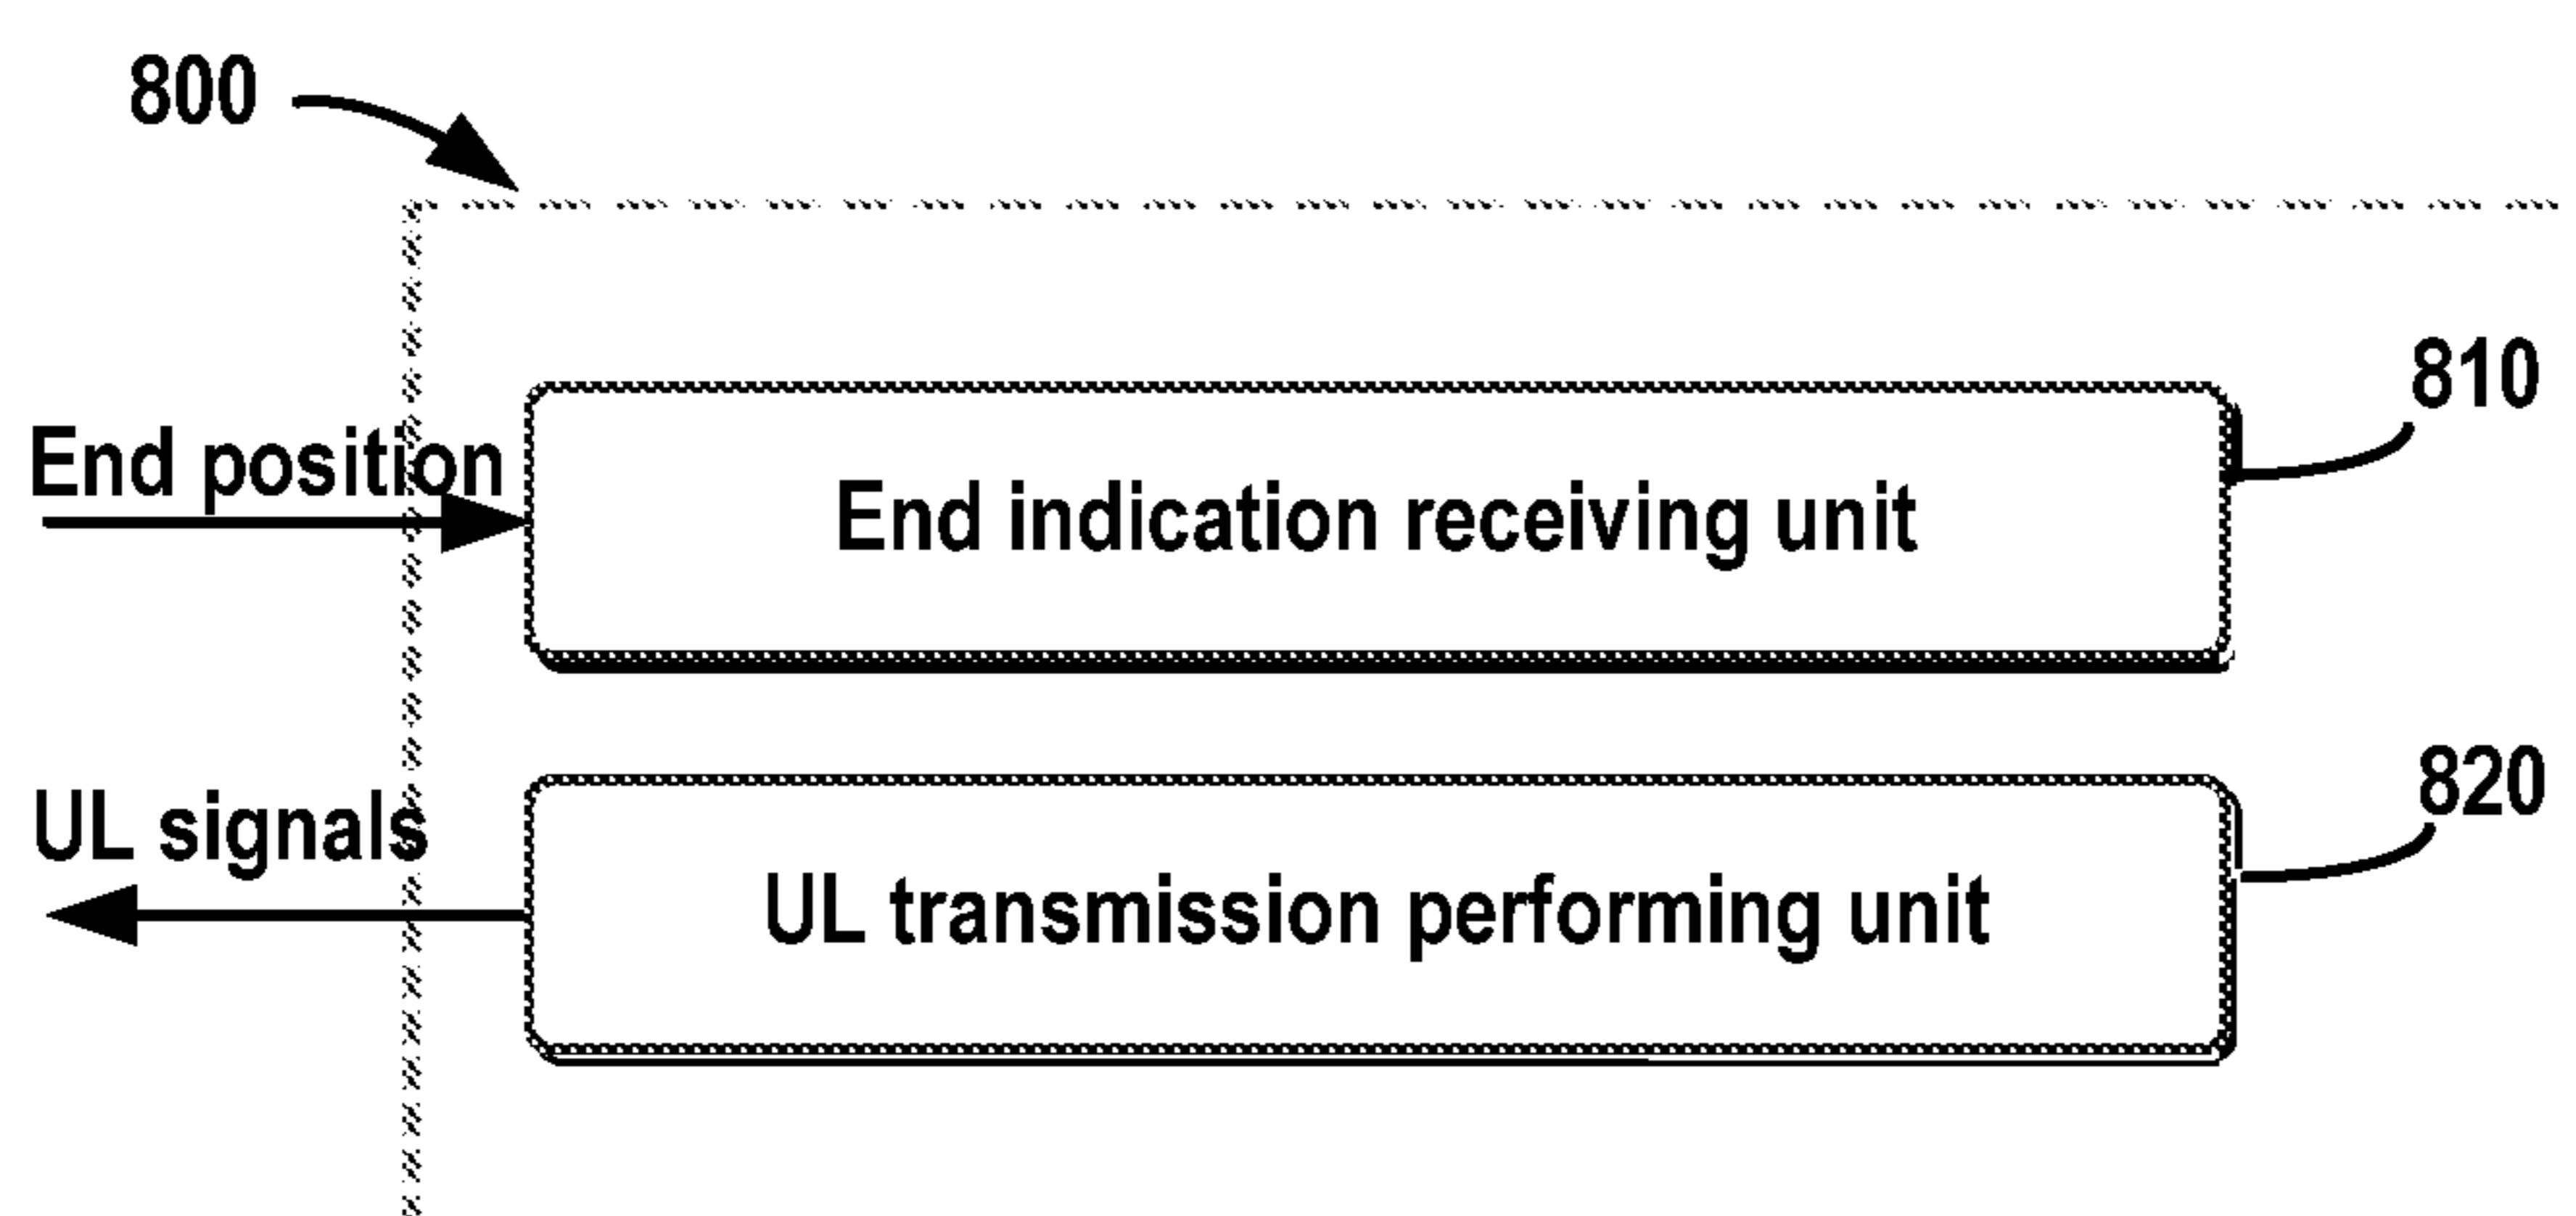 800
810
End position
End indication receiving unit
820
UL signals
UL transmission performing unit